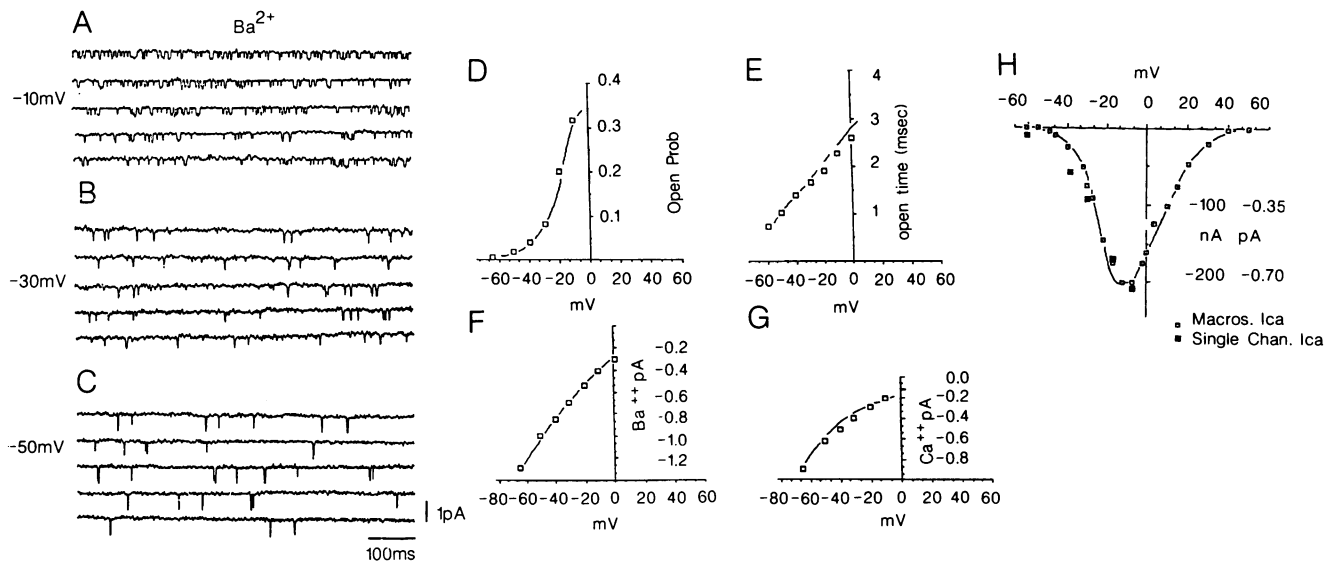 A
Ba2+
-10mV
B
-30mV
C
-50mV
1pA
100ms
D
0.4
0.3
0.2
0.1
Open Prob
-80 -60 -40 -20 0 20 40 60
mV
E
4
3
2
1
open time (msec)
-80 -60 -40 -20 0 20 40 60
mV
F
-0.2
-0.4
-0.6
-0.8
-1.0
-1.2
Ba++ pA
-80 -60 -40 -20 0 20 40 60
mV
G
0.0
-0.2
-0.4
-0.6
-0.8
Ca++ pA
-80 -60 -40 -20 0 20 40 60
mV
H
mV
-60 -40 -20 0 20 40 60
-100 -0.35
nA pA
-200 -0.70
Macros. Ica
Single Chan. Ica